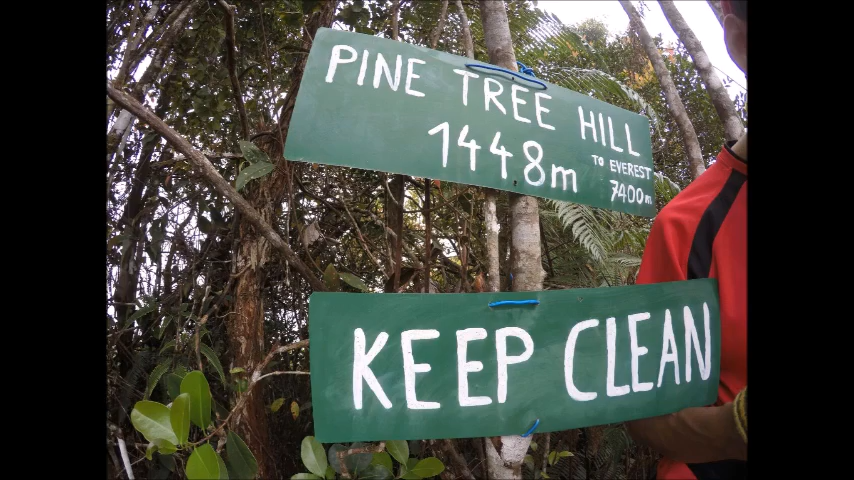 PINE TREE HILL
1448m
TO EVEREST
7400m
KEEP CLEAN